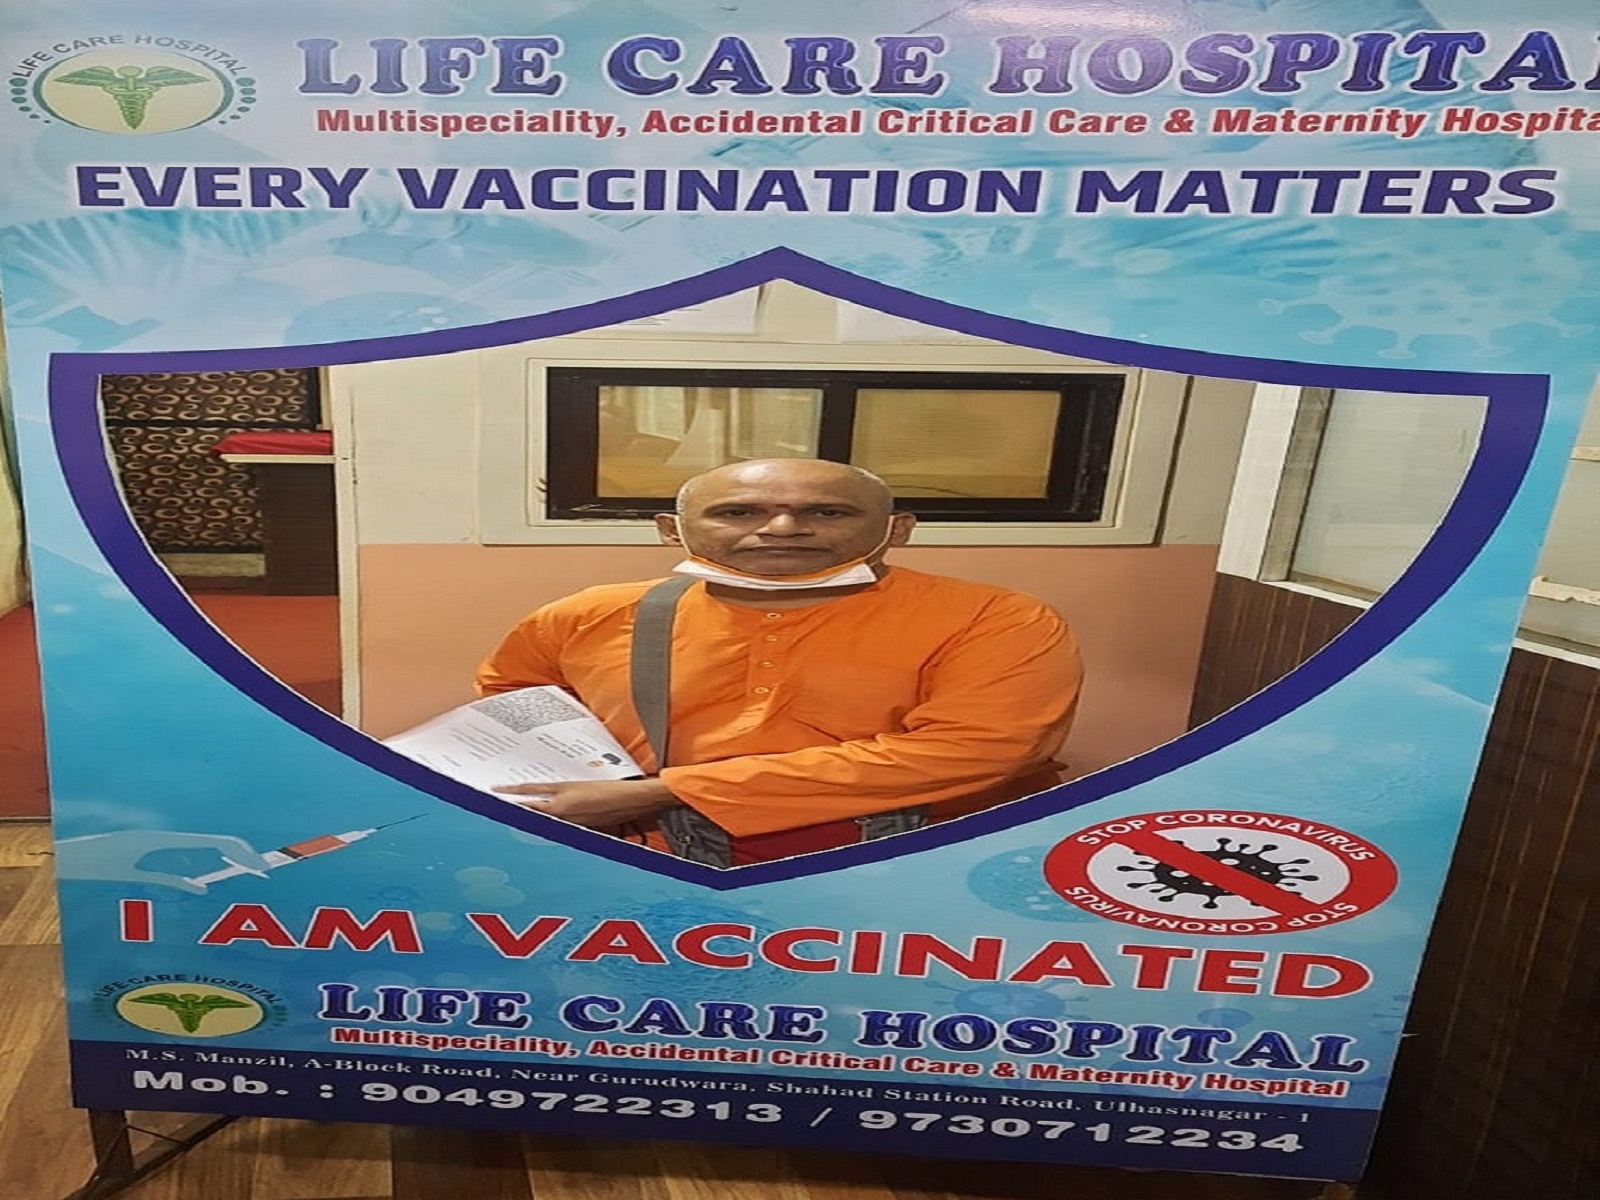 LIFE CARE HOSPITAL
LIFE CARE HOSPITA
Multispeciality, Accidental Critical Care & Maternity Hospita
EVERY VACCINATION MATTERS
STOP CORONAVIRUS
STOP CORONAVIRUS
I AM VACCINATED
LIFE CARE HOSPITAL
LIFE CARE HOSPITAL
Multispeciality, Accidental Critical Care & Maternity Hospital
M.S. Manzil, A-Block Road, Near Gurudwara, Shahad Station Road, Ulhasnagar - 1
Mob. : 9049722313 / 9730712234